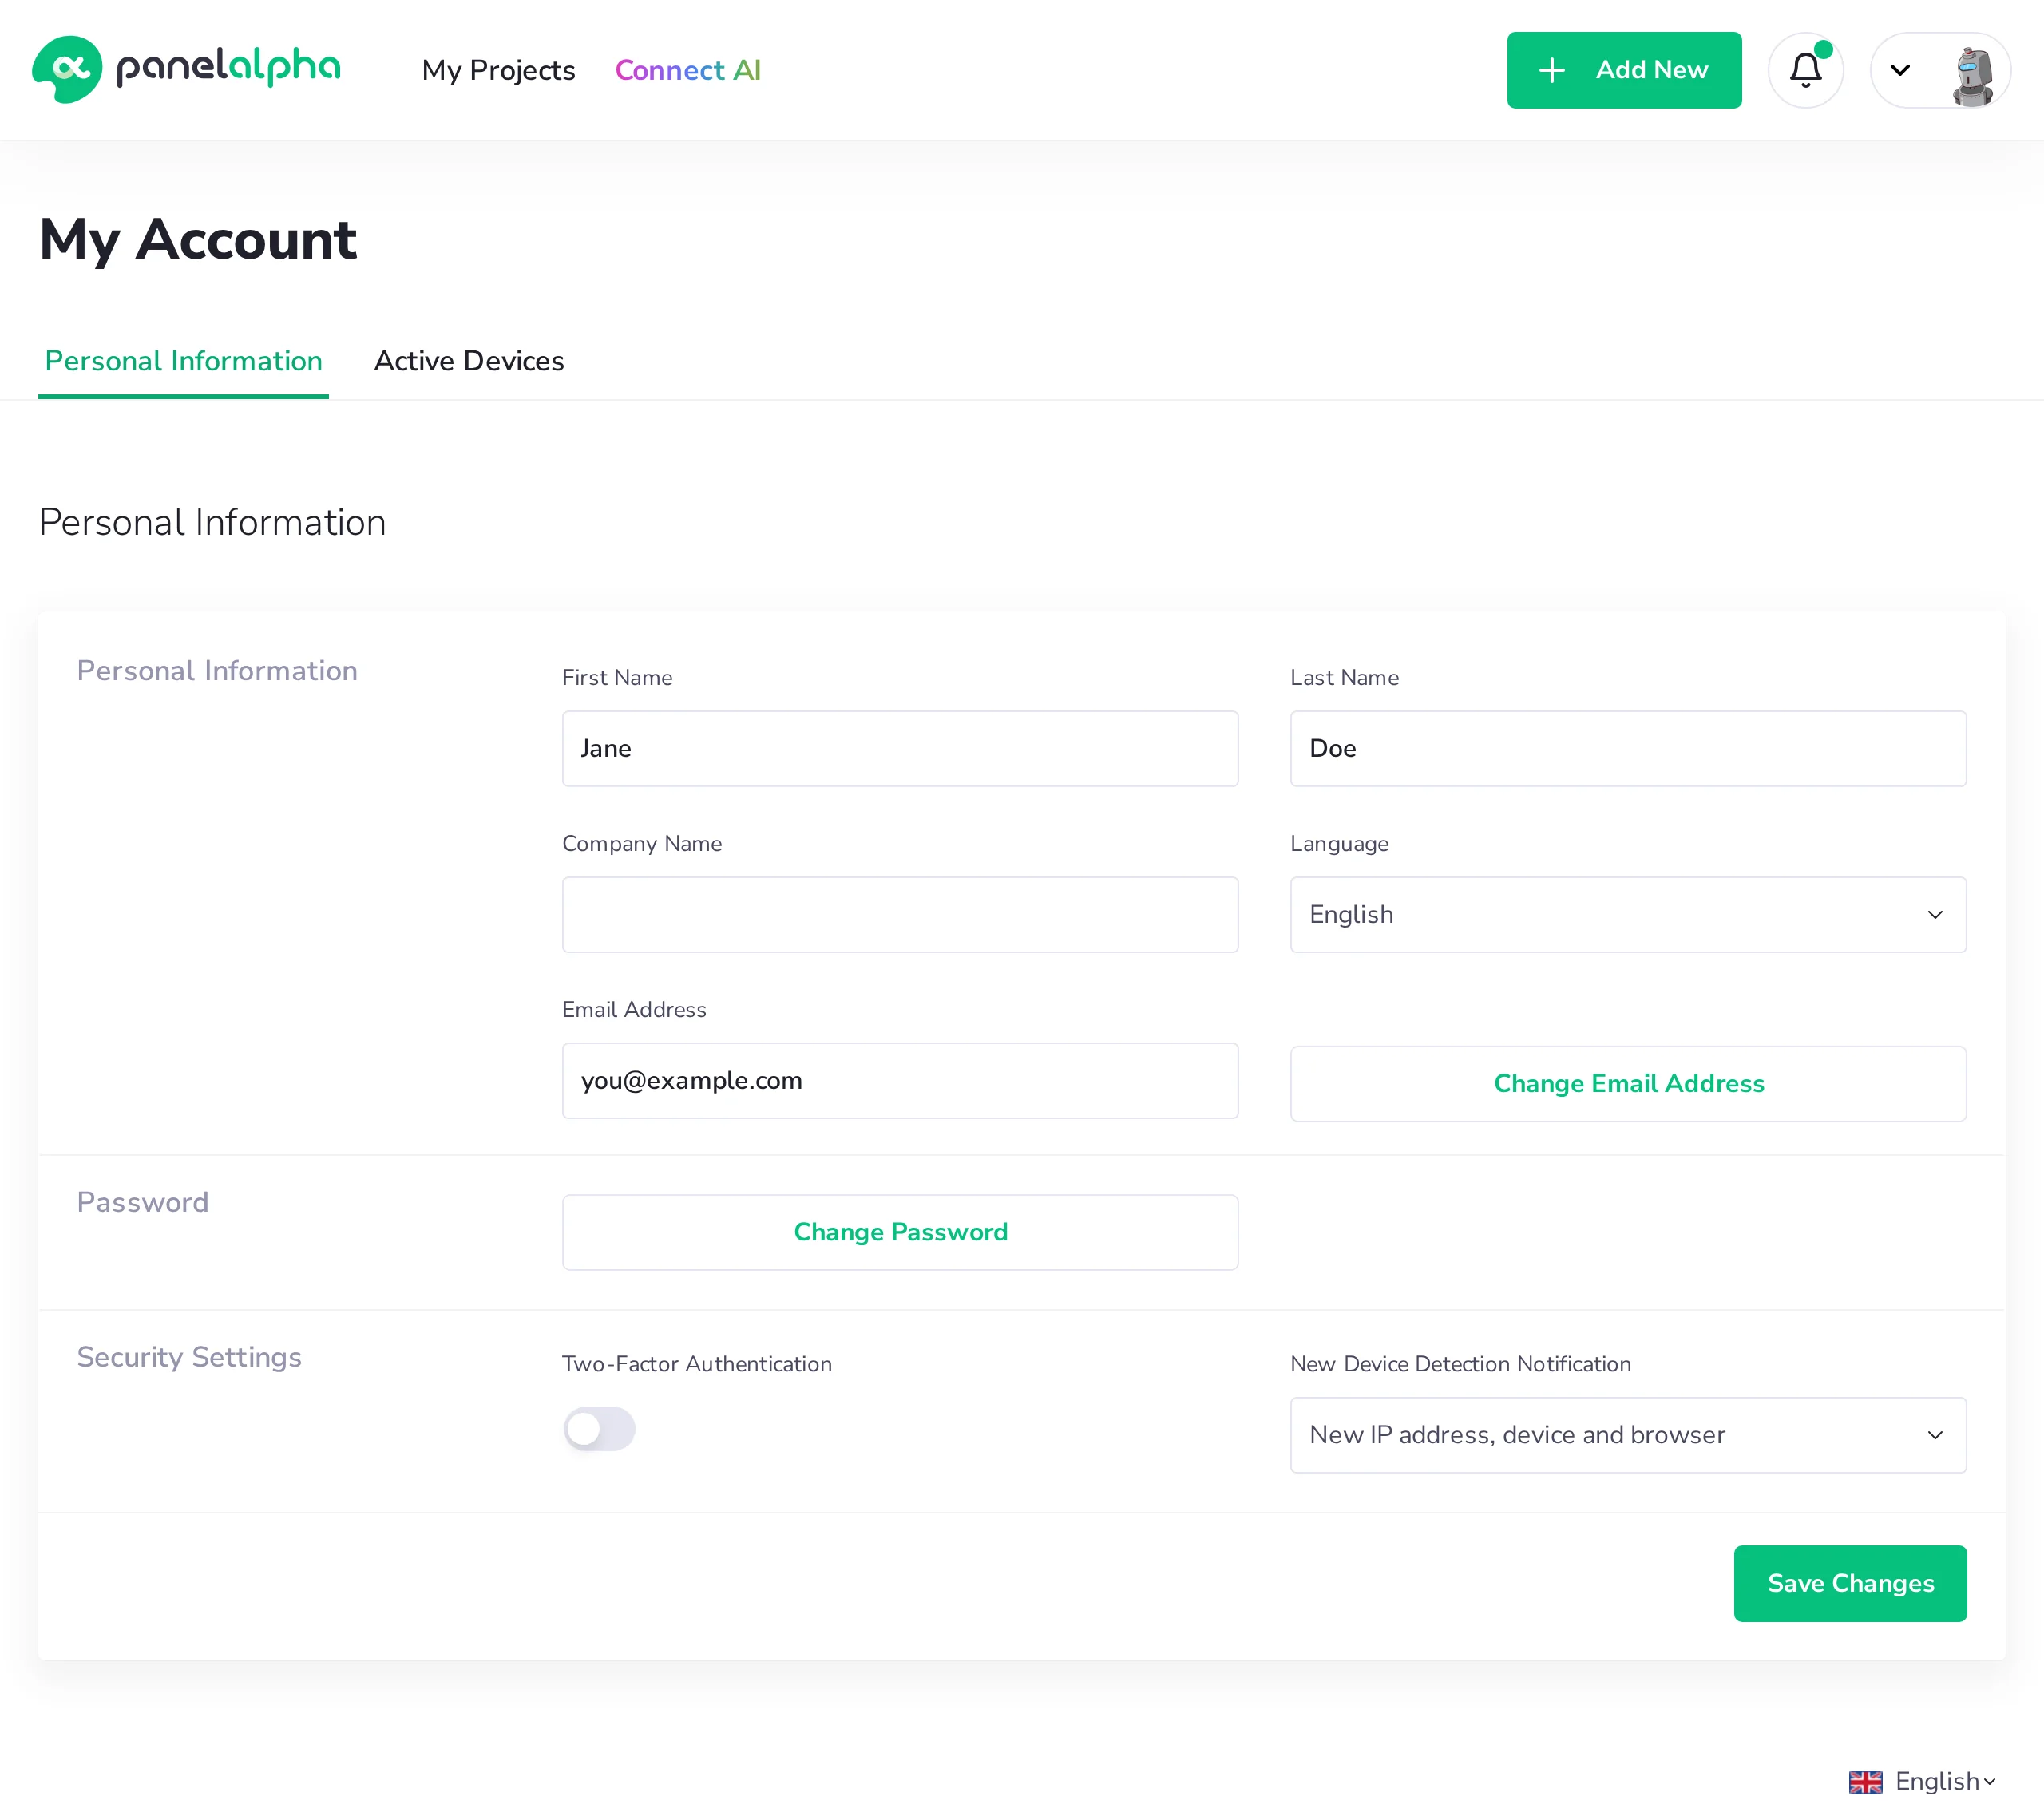 panelalpha
My Projects
Connect AI
Add New
My Account
Personal Information
Active Devices
Personal Information
Personal Information
First Name
Last Name
Jane
Doe
Company Name
Language
English
Email Address
you@example.com
Change Email Address
Password
Change Password
Security Settings
Two-Factor Authentication
New Device Detection Notification
New IP address, device and browser
Save Changes
English